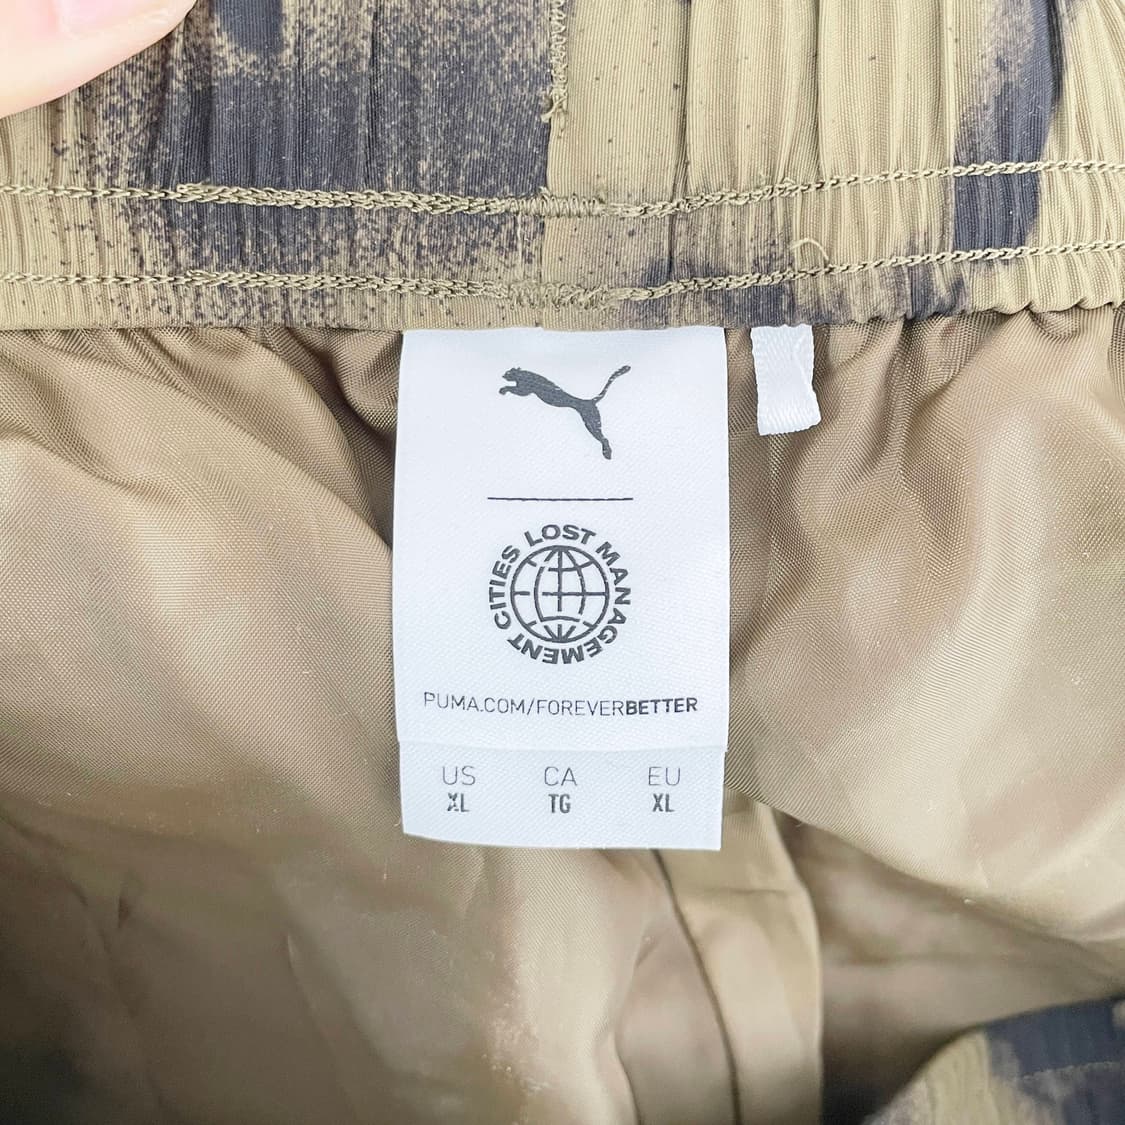 LOST MANAGEMENT CITIES
PUMA.COM/FOREVERBETTER
US CA EU
XL TG XL